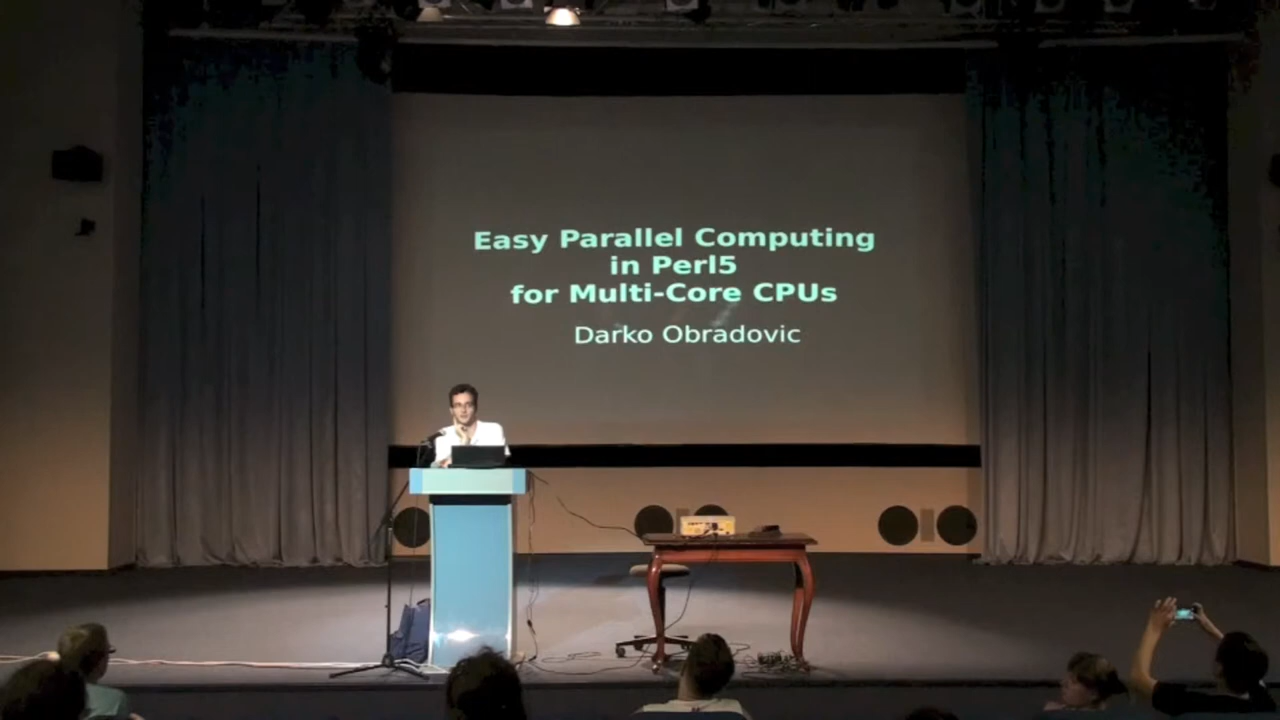 Easy Parallel Computing
in Perl5
for Multi-Core CPUs
Darko Obradovic